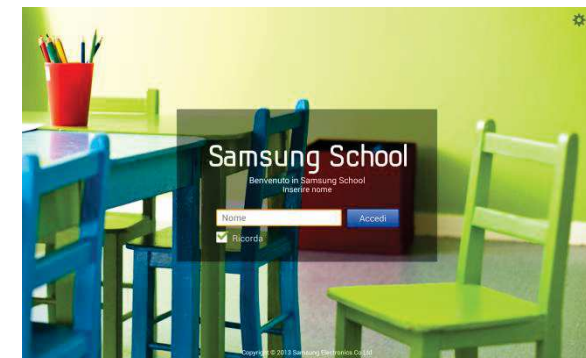 Samsung School
Benvenuto in Samsung School
Inserire nome
Nome
Accedi
Ricorda
Copyright © 2013 Samsung Electronics Co Ltd